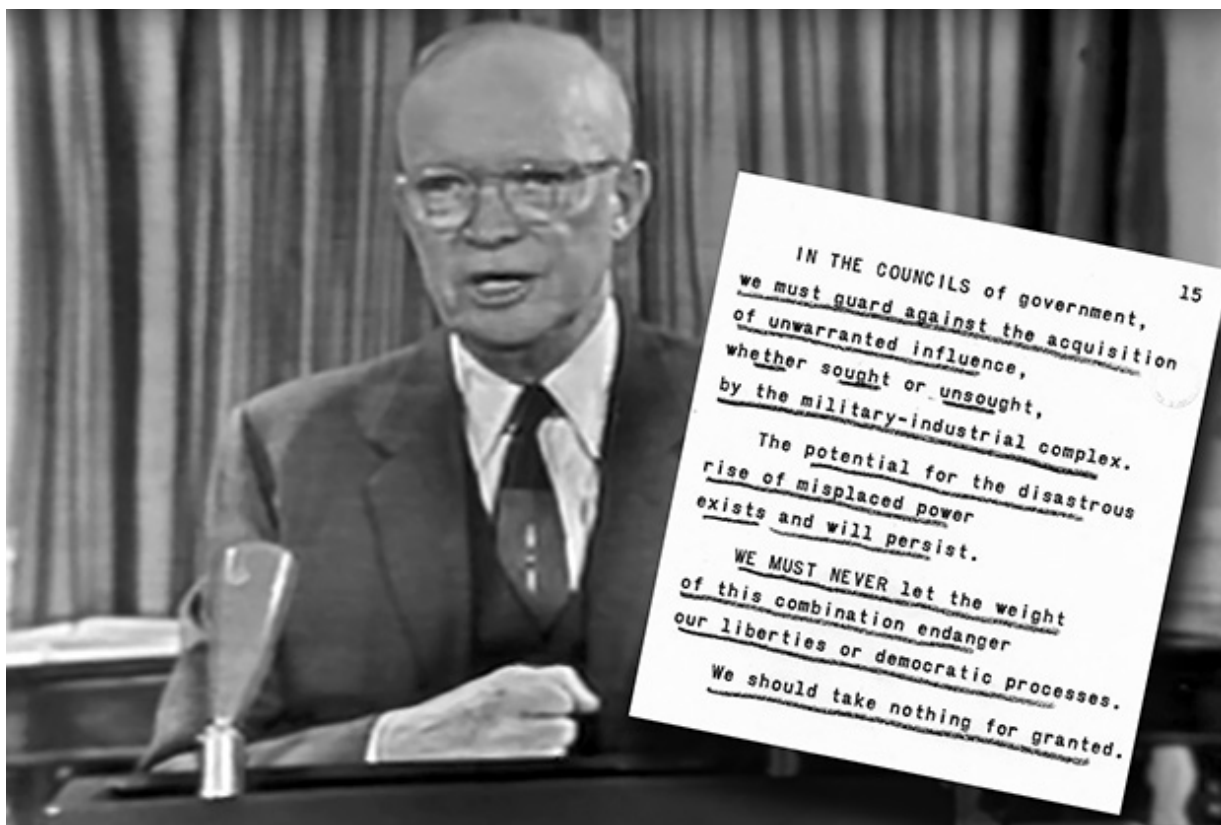 15
IN THE COUNCILS of government,
we must guard against the acquisition
of unwarranted influence,
whether sought or unsought,
by the military-industrial complex.
The potential for the disastrous
rise of misplaced power
exists and will persist.
WE MUST NEVER let the weight
of this combination endanger
our liberties or democratic processes.
We should take nothing for granted.